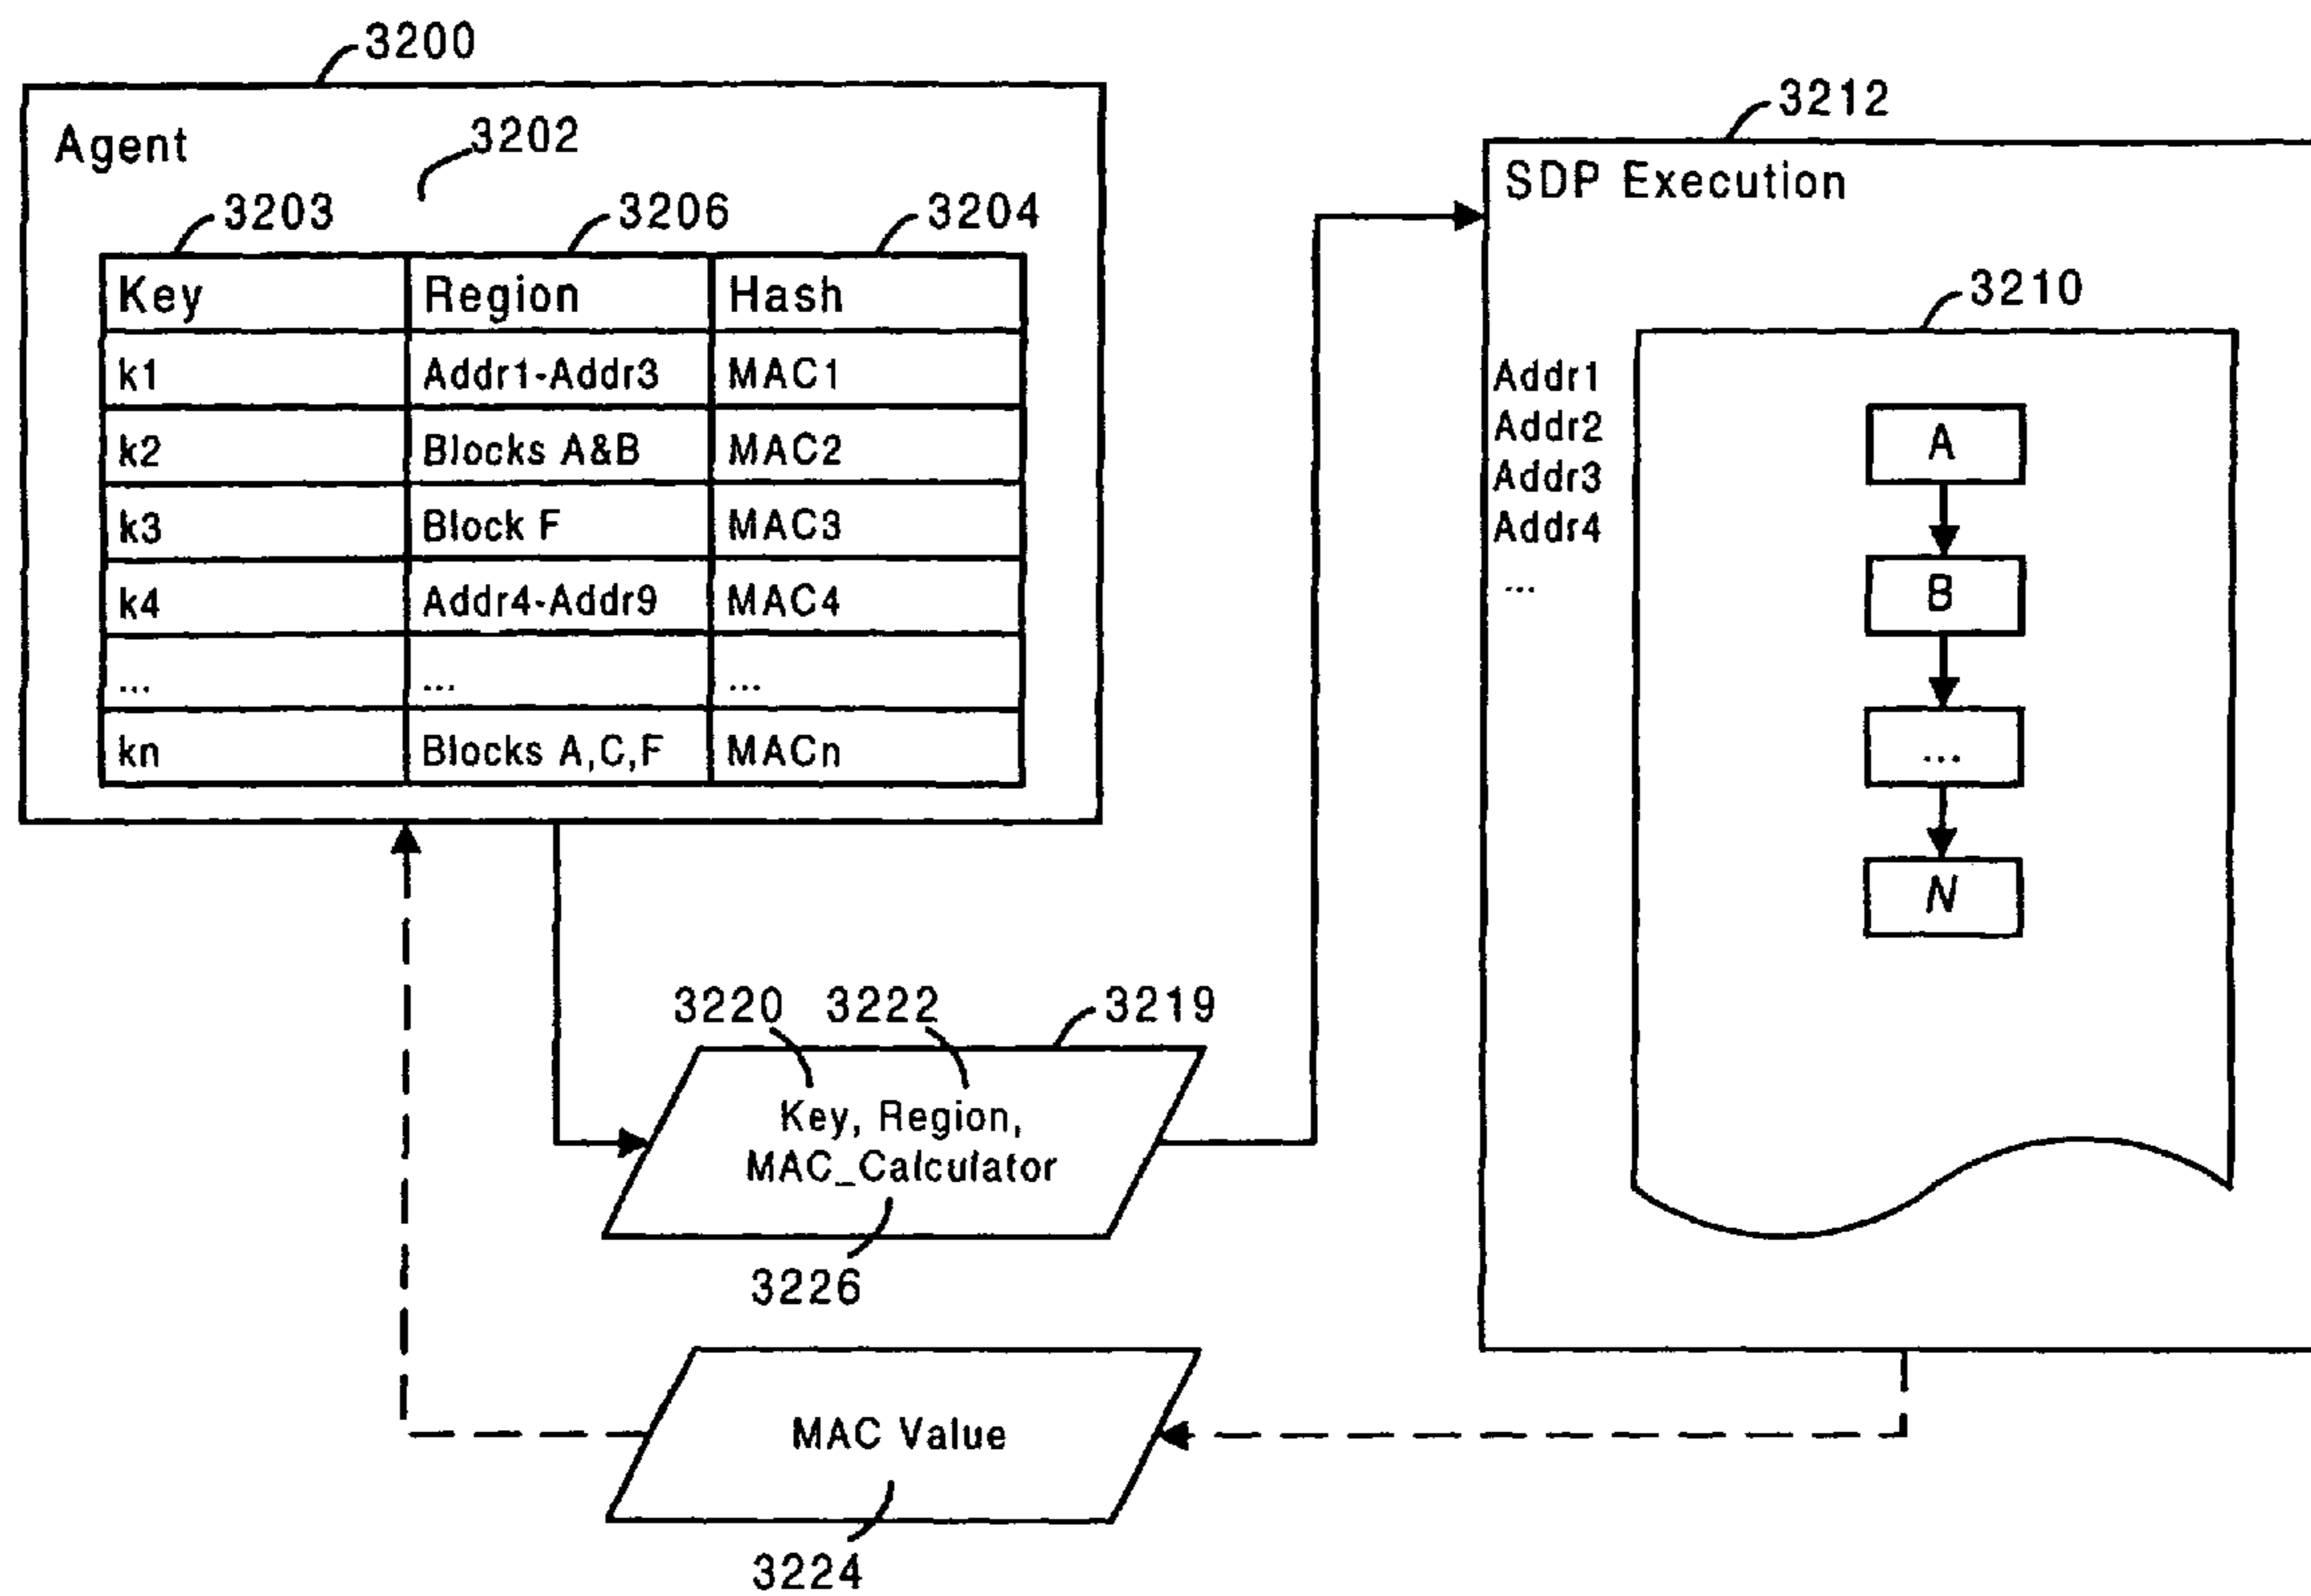 3200
Agent
3202
3203 3206 3204
Key Region Hash
k1 Addr1-Addr3 MAC1
k2 Blocks A&B MAC2
k3 Block F MAC3
k4 Addr4-Addr9 MAC4
... ... ...
kn Blocks A,C,F MACn
3212
SDP Execution
3210
Addr1
Addr2
Addr3
Addr4
...
A
B
...
N
3220 3222 3219
Key, Region,
MAC_Calculator
3226
MAC Value
3224